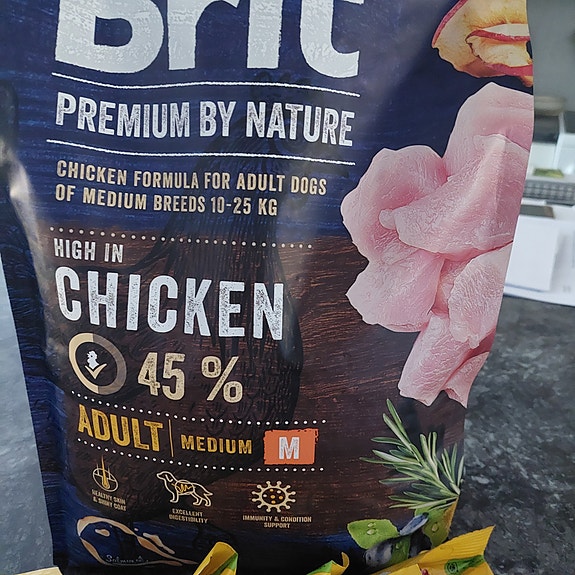 Brit
PREMIUM BY NATURE
CHICKEN FORMULA FOR ADULT DOGS
OF MEDIUM BREEDS 10-25 KG
HIGH IN
CHICKEN
45 %
ADULT MEDIUM M
HEALTHY SKIN
& SHINY COAT
EXCELLENT
DIGESTIBILITY
IMMUNITY & CONDITION
SUPPORT